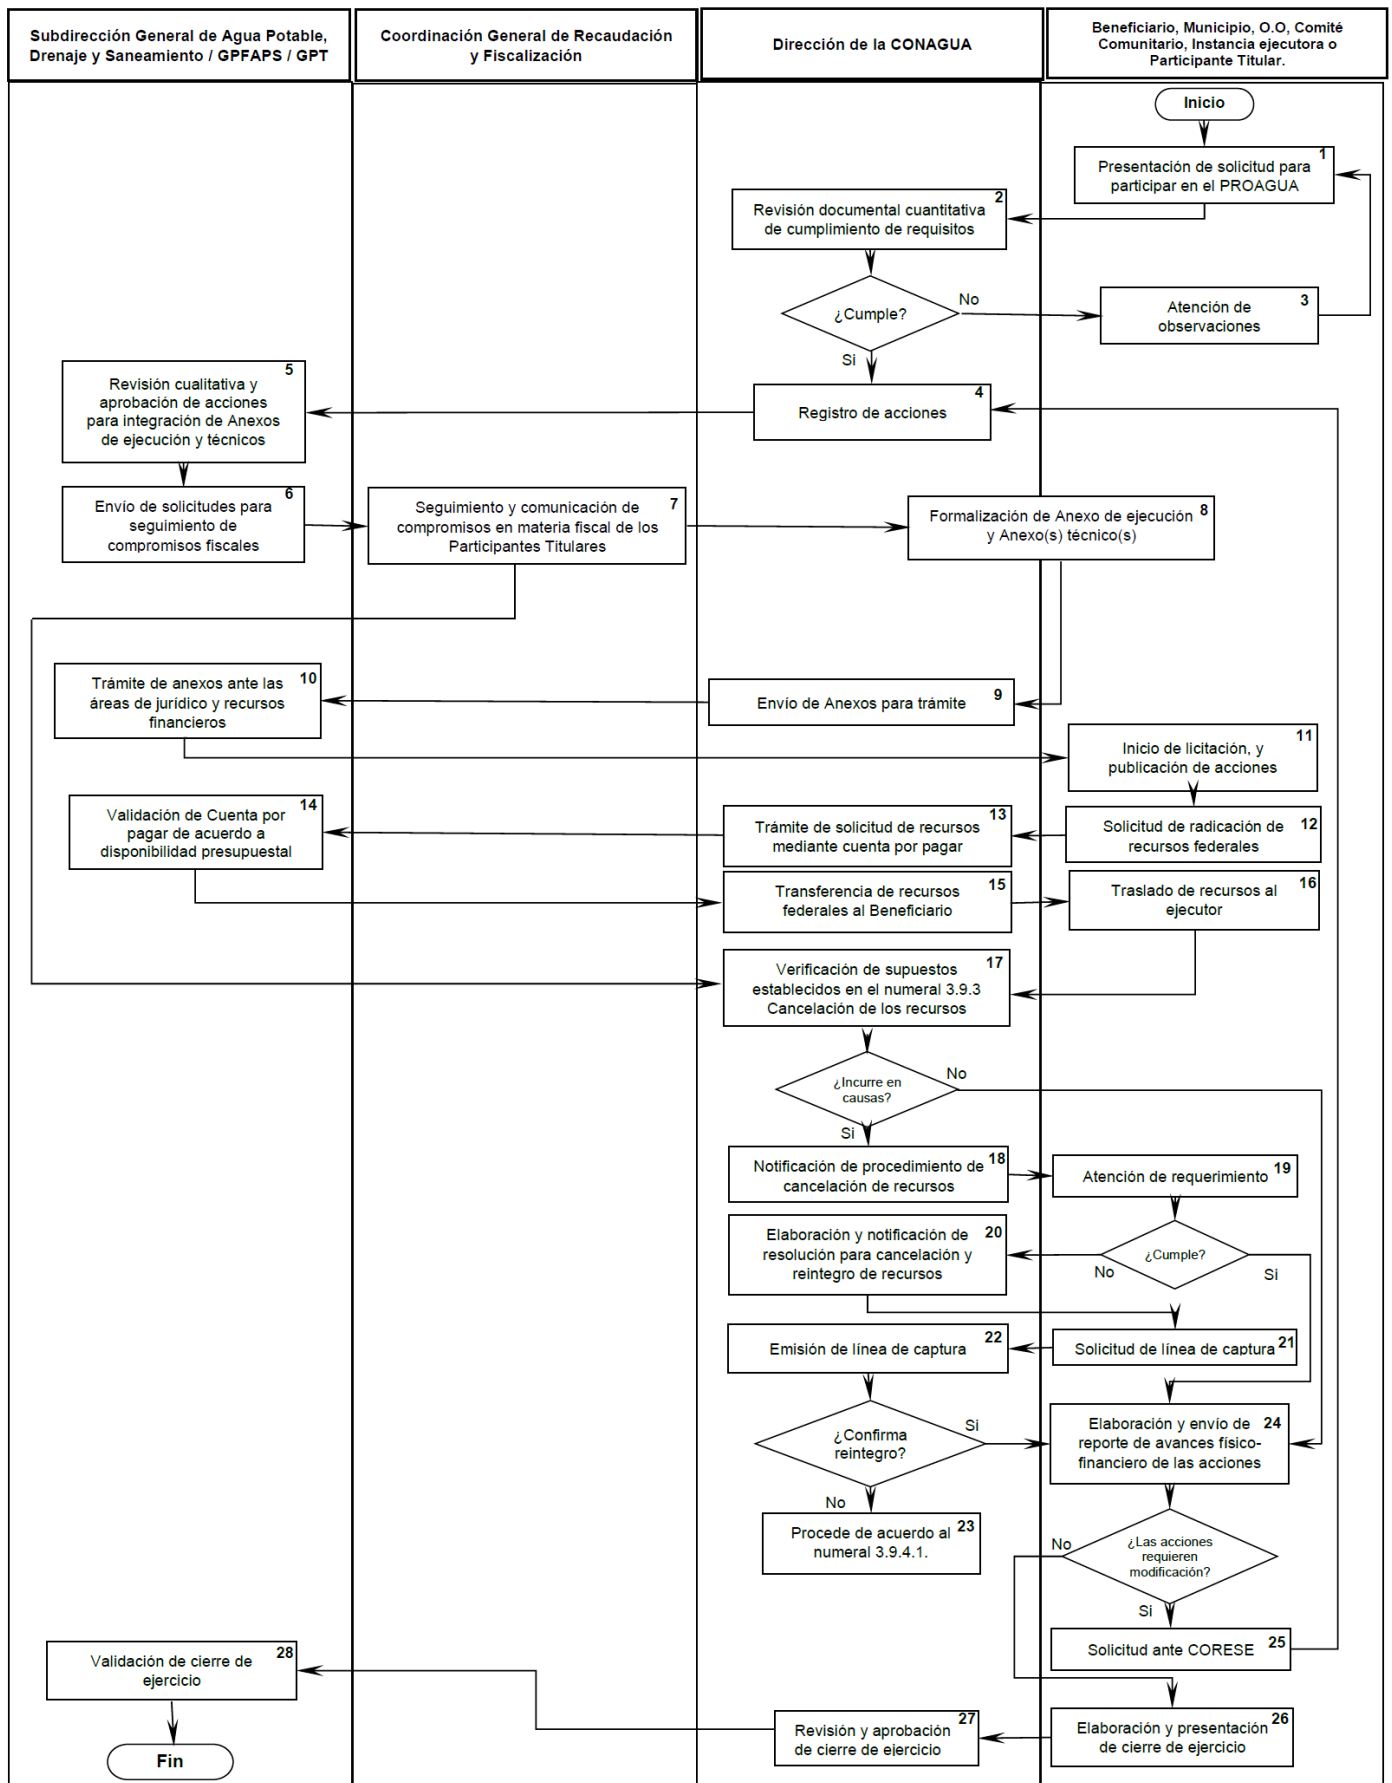 Subdirección General de Agua Potable,
Drenaje y Saneamiento / GPFAPS / GPT
Coordinación General de Recaudación
y Fiscalización
Dirección de la CONAGUA
Beneficiario, Municipio, O.O, Comité
Comunitario, Instancia ejecutora o
Participante Titular.
Inicio
1
Presentación de solicitud para
participar en el PROAGUA
2
Revisión documental cuantitativa
de cumplimiento de requisitos
¿Cumple?
No
Si
3
Atención de
observaciones
4
Registro de acciones
5
Revisión cualitativa y
aprobación de acciones
para integración de Anexos
de ejecución y técnicos
6
Envío de solicitudes para
seguimiento de
compromisos fiscales
7
Seguimiento y comunicación de
compromisos en materia fiscal de los
Participantes Titulares
8
Formalización de Anexo de ejecución
y Anexo(s) técnico(s)
9
Envío de Anexos para trámite
10
Trámite de anexos ante las
áreas de jurídico y recursos
financieros
11
Inicio de licitación, y
publicación de acciones
12
Solicitud de radicación de
recursos federales
13
Trámite de solicitud de recursos
mediante cuenta por pagar
14
Validación de Cuenta por
pagar de acuerdo a
disponibilidad presupuestal
15
Transferencia de recursos
federales al Beneficiario
16
Traslado de recursos al
ejecutor
17
Verificación de supuestos
establecidos en el numeral 3.9.3
Cancelación de los recursos
¿Incurre en
causas?
No
Si
18
Notificación de procedimiento de
cancelación de recursos
19
Atención de requerimiento
¿Cumple?
No
Si
20
Elaboración y notificación de
resolución para cancelación y
reintegro de recursos
21
Solicitud de línea de captura
22
Emisión de línea de captura
¿Confirma
reintegro?
Si
No
23
Procede de acuerdo al
numeral 3.9.4.1.
24
Elaboración y envío de
reporte de avances físico-
financiero de las acciones
¿Las acciones
requieren
modificación?
No
Si
25
Solicitud ante CORESE
26
Elaboración y presentación
de cierre de ejercicio
27
Revisión y aprobación
de cierre de ejercicio
28
Validación de cierre de
ejercicio
Fin